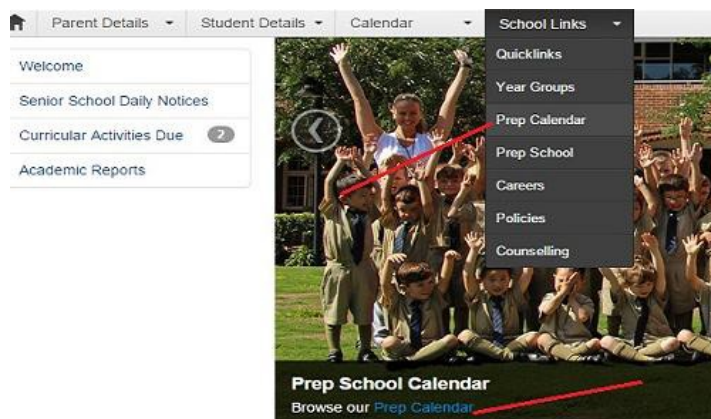 Parent Details Student Details Calendar School Links
Quicklinks
Year Groups
Prep Calendar
Prep School
Careers
Policies
Counselling
Welcome
Senior School Daily Notices
Curricular Activities Due 2
Academic Reports
Prep School Calendar
Browse our Prep Calendar